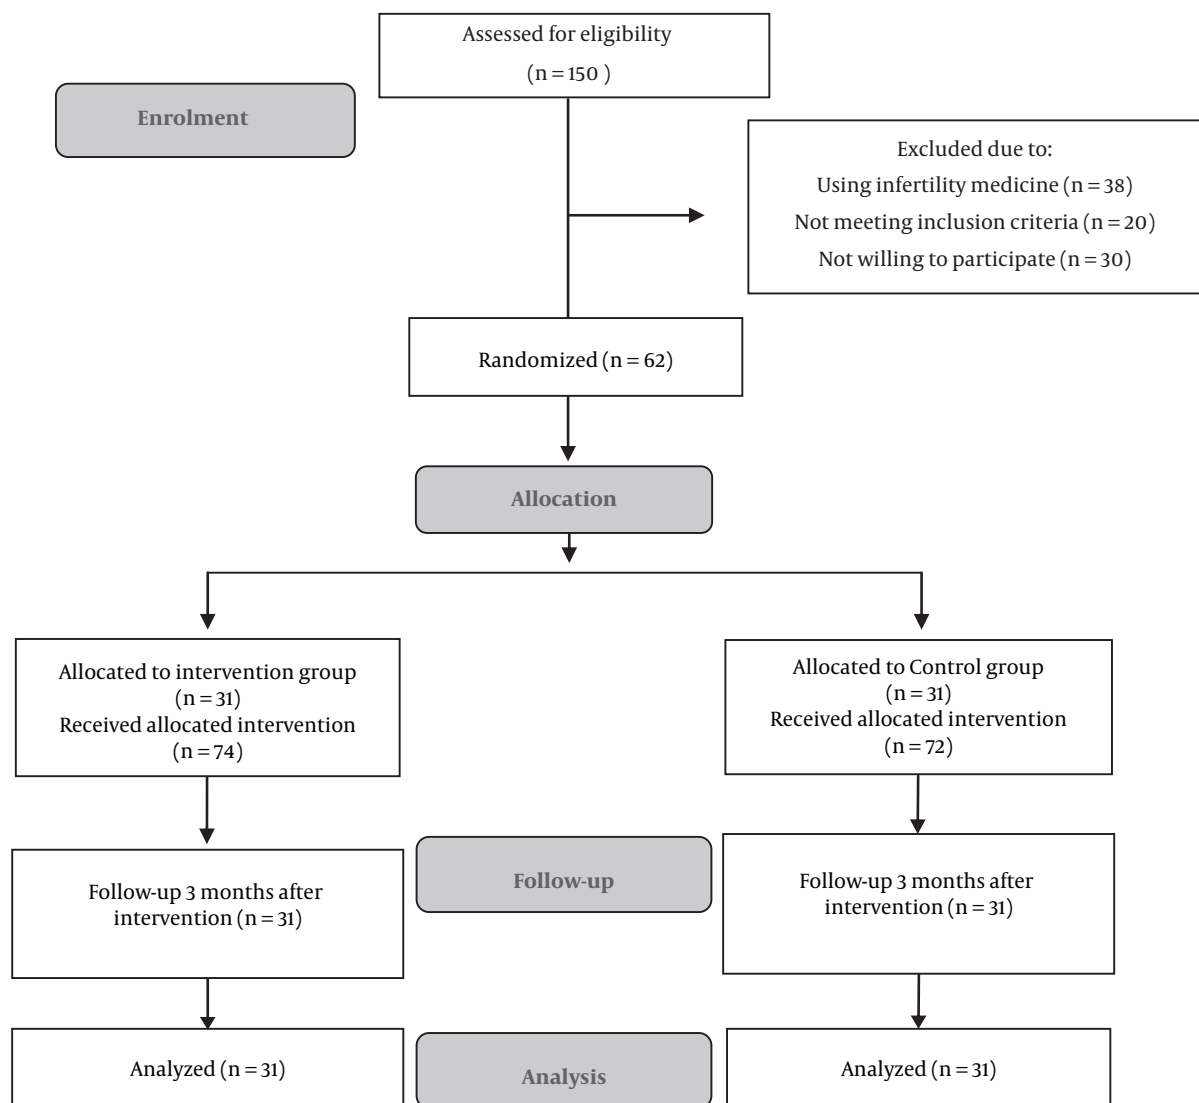 Assessed for eligibility
(n = 150 )
Enrolment
Excluded due to:
Using infertility medicine (n = 38)
Not meeting inclusion criteria (n = 20)
Not willing to participate (n = 30)
Randomized (n = 62)
Allocation
Allocated to intervention group
(n = 31)
Received allocated intervention
(n = 74)
Allocated to Control group
(n = 31)
Received allocated intervention
(n = 72)
Follow-up 3 months after
intervention (n = 31)
Follow-up
Follow-up 3 months after
intervention (n = 31)
Analyzed (n = 31)
Analysis
Analyzed (n = 31)